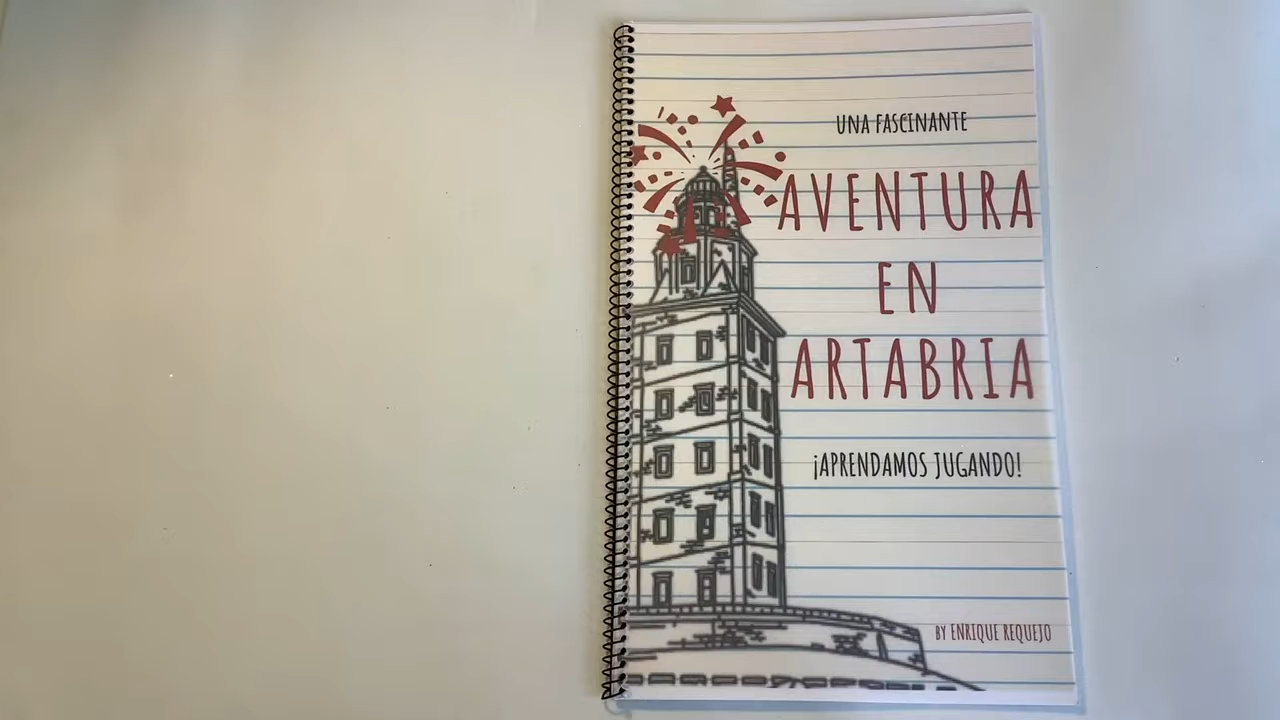 UNA FASCINANTE
AVENTURA
EN
ARTABRIA
¡APRENDAMOS JUGANDO!
BY ENRIQUE REQUEJO